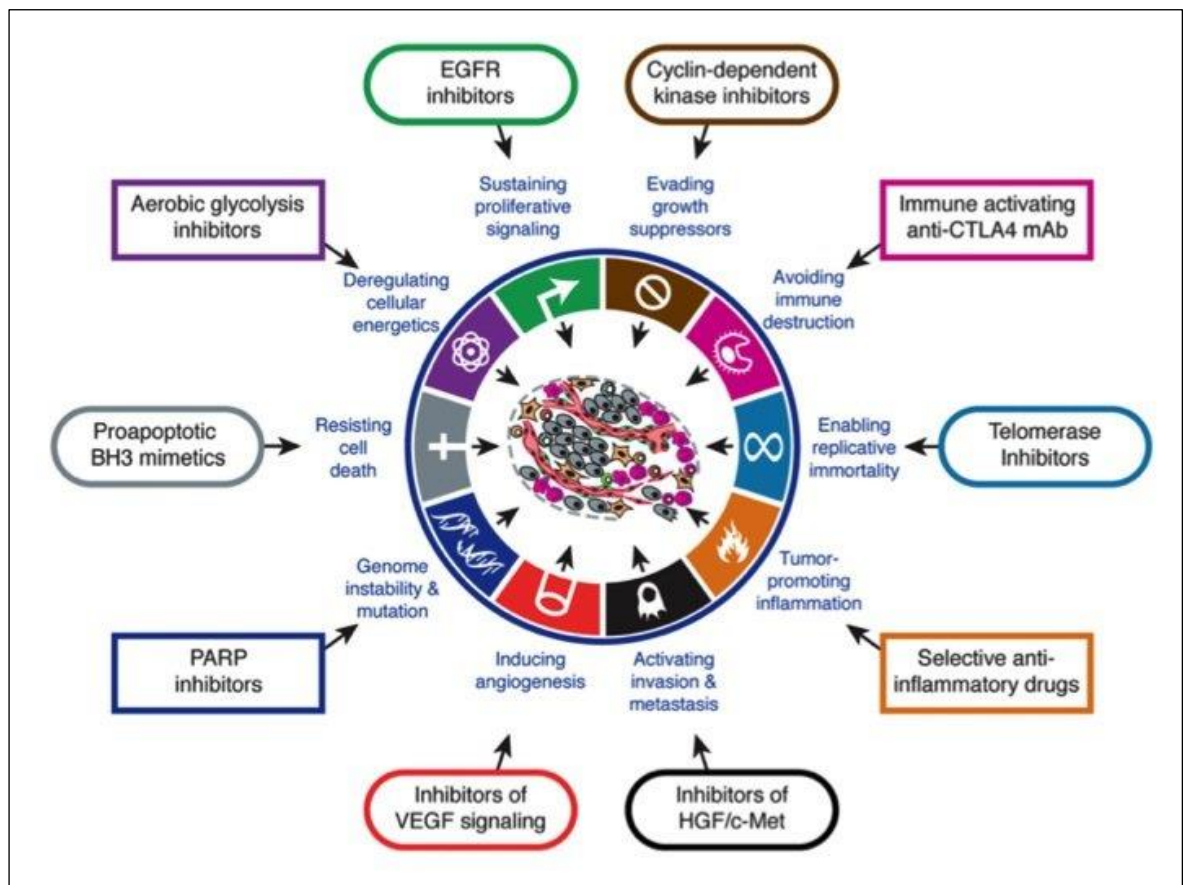 EGFR
inhibitors
Cyclin-dependent
kinase inhibitors
Sustaining
proliferative
signaling
Evading
growth
suppressors
Aerobic glycolysis
inhibitors
Immune activating
anti-CTLA4 mAb
Deregulating
cellular
energetics
Avoiding
immune
destruction
Proapoptotic
BH3 mimetics
Resisting
cell
death
Enabling
replicative
immortality
Telomerase
Inhibitors
Genome
instability &
mutation
Tumor-
promoting
inflammation
PARP
inhibitors
Inducing
angiogenesis
Activating
invasion &
metastasis
Selective anti-
inflammatory drugs
Inhibitors of
VEGF signaling
Inhibitors of
HGF/c-Met